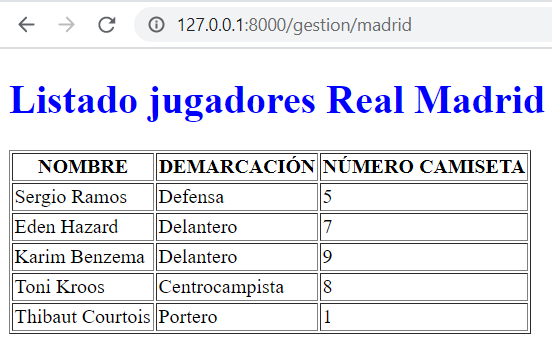 127.0.0.1:8000/gestion/madrid
Listado jugadores Real Madrid
NOMBRE DEMARCACIÓN NÚMERO CAMISETA
Sergio Ramos Defensa 5
Eden Hazard Delantero 7
Karim Benzema Delantero 9
Toni Kroos Centrocampista 8
Thibaut Courtois Portero 1